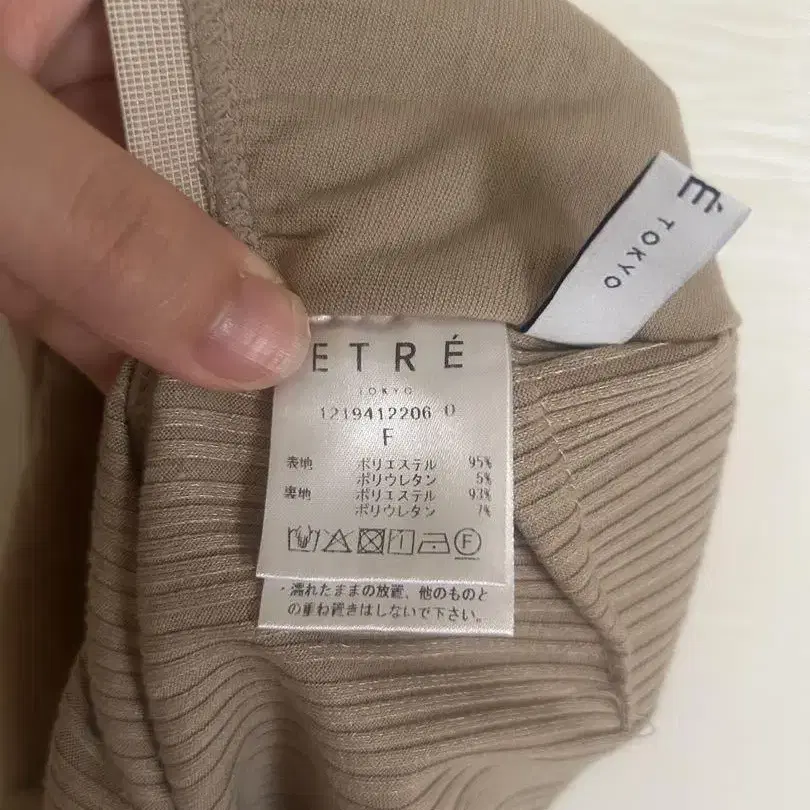 ETRÉ
TOKYO
1219412206 0
F
表地 ポリエステル 95%
ポリウレタン 5%
裏地 ポリエステル 93%
ポリウレタン 7%
F
・濡れたままの放置、他のものと
の重ね置きはしないで下さい。
É
TOKYO